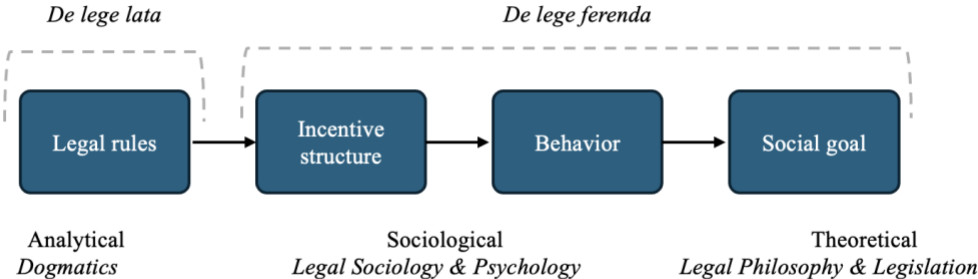 De lege lata
De lege ferenda
Legal rules
Incentive
structure
Behavior
Social goal
Analytical
Dogmatics
Sociological
Legal Sociology & Psychology
Theoretical
Legal Philosophy & Legislation